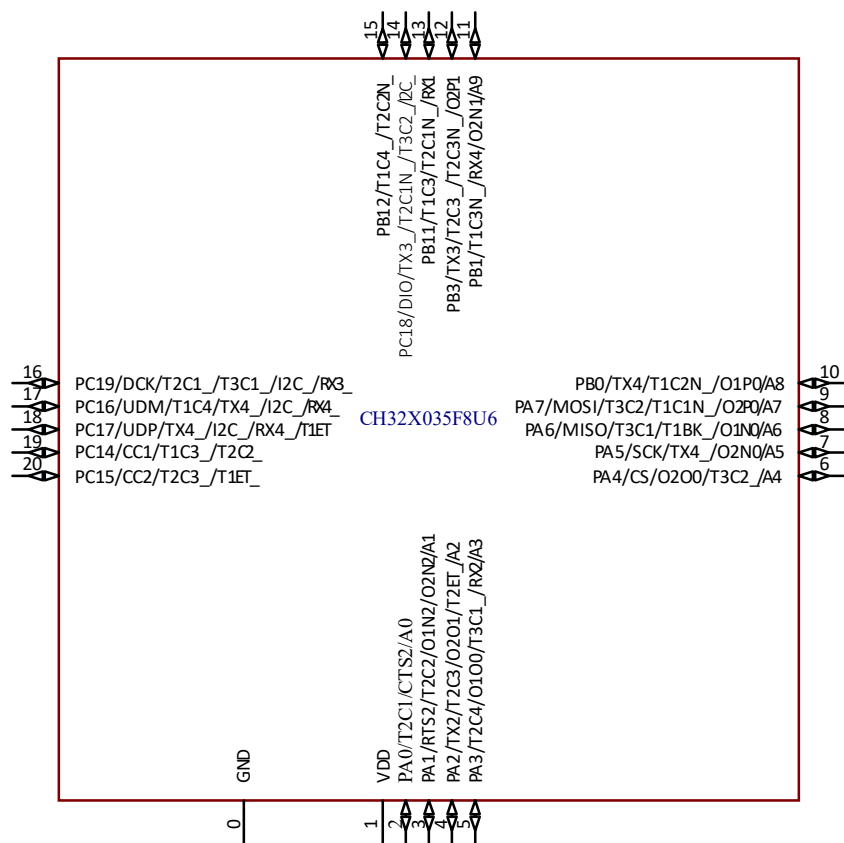 15
14
13
12
11
PB12/T1C4_/T2C2N_
PC18/DIO/TX3_/T2C1N_/T3C2_/I2C_
PB11/T1C3/T2C1N_/RX1
PB3/TX3/T2C3_/T2C3N_/O2P1
PB1/T1C3N_/RX4/O2N1/A9
16
PC19/DCK/T2C1_/T3C1_/I2C_/RX3_
17
PC16/UDM/T1C4/TX4_/I2C_/RX4_
18
PC17/UDP/TX4_/I2C_/RX4_/T1ET
19
PC14/CC1/T1C3_/T2C2_
20
PC15/CC2/T2C3_/T1ET_
CH32X035F8U6
PB0/TX4/T1C2N_/O1P0/A8
10
PA7/MOSI/T3C2/T1C1N_/O2P0/A7
9
PA6/MISO/T3C1/T1BK_/O1N0/A6
8
PA5/SCK/TX4_/O2N0/A5
7
PA4/CS/O2O0/T3C2_/A4
6
GND
VDD
PA0/T2C1/CTS2/A0
PA1/RTS2/T2C2/O1N2/O2N2/A1
PA2/TX2/T2C3/O2O1/T2ET_/A2
PA3/T2C4/O1O0/T3C1_/RX2/A3
0
1
2
3
4
5